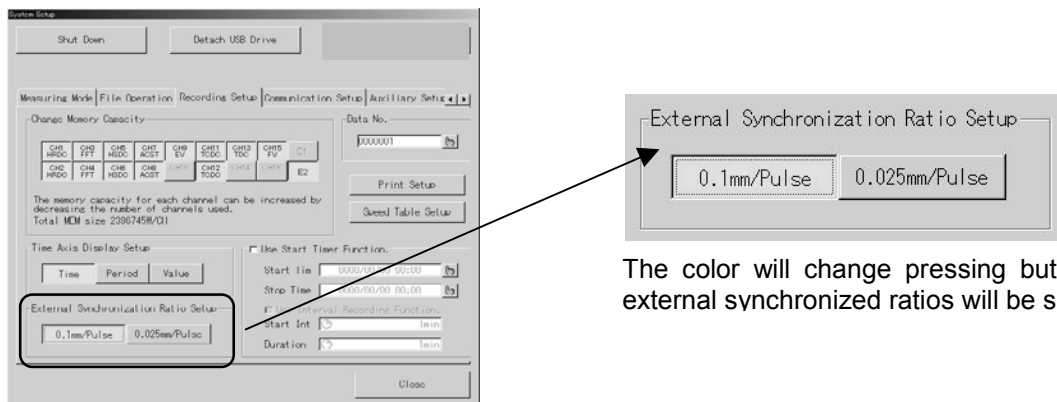 System Setup
Shut Down
Detach USB Drive
Measuring Mode File Operation Recording Setup Communication Setup Auxiliary Setup
Change Memory Capacity
Data No.
CH1 HRDC CH3 FFT CH5 HSDC CH7 ACST CH9 EV CH11 TCDC CH13 TDC CH15 FV C1
0000001
CH2 HRDC CH4 FFT CH6 HSDC CH8 ACST CH10 CH12 TCDC CH14 E2
Print Setup
The memory capacity for each channel can be increased by
decreasing the number of channels used.
Speed Table Setup
Total MEM size
Time Axis Display Setup
Use Start Timer Function.
Time Period Value
Start Tim 0000/00/00 00:00
Stop Time 0000/00/00 00:00
External Synchronization Ratio Setup
Use Interval Recording Function.
0.1mm/Pulse 0.025mm/Pulse
Start Int 1min
Duration 1min
Close
External Synchronization Ratio Setup
0.1mm/Pulse 0.025mm/Pulse
The color will change pressing but
external synchronized ratios will be s